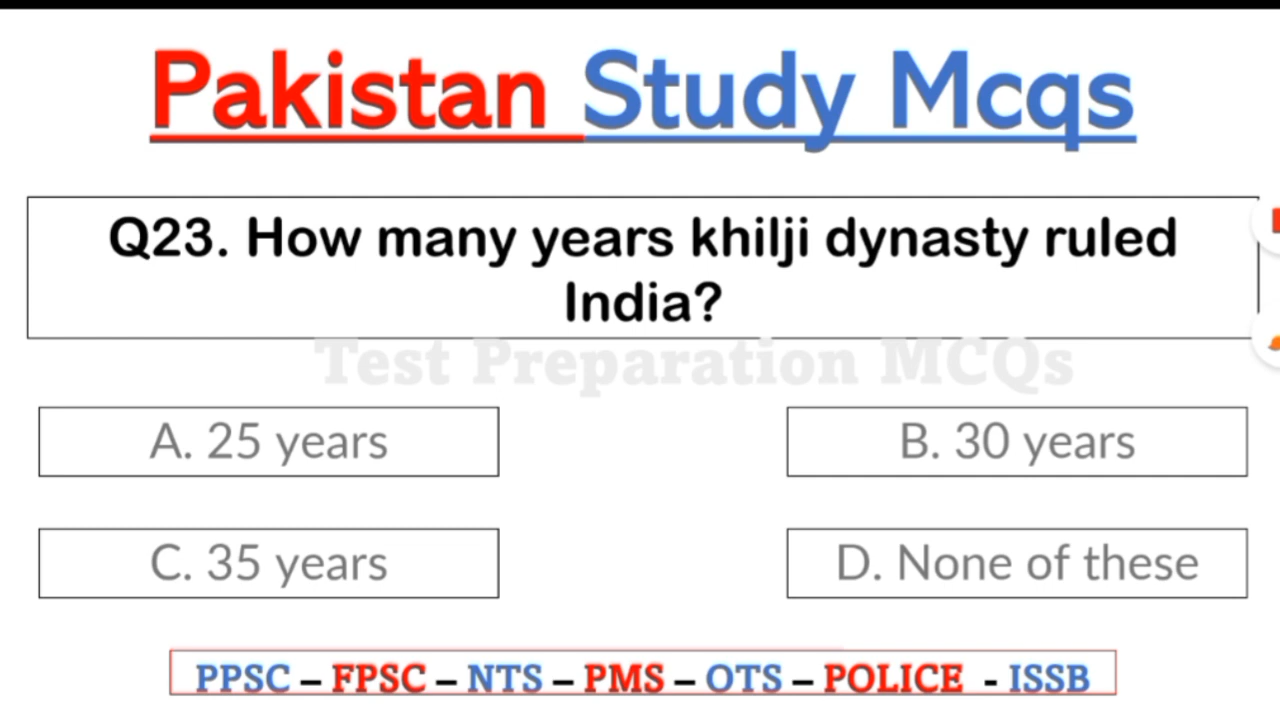 Pakistan Study Mcqs
Q23. How many years khilji dynasty ruled
India?
Test Preparation MCQs
A. 25 years
B. 30 years
C. 35 years
D. None of these
PPSC – FPSC – NTS – PMS – OTS – POLICE - ISSB